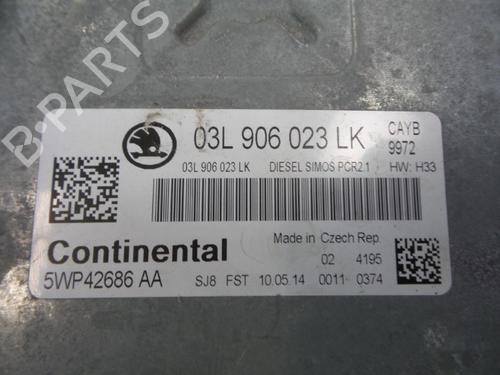 B-PARTS
03L 906 023 LK
CAYB
9972
03L 906 023 LK DIESEL SIMOS PCR2.1 HW: H33
Continental
Made in Czech Rep.
02 4195
5WP42686 AA
SJ8 FST 10.05.14 0011 0374